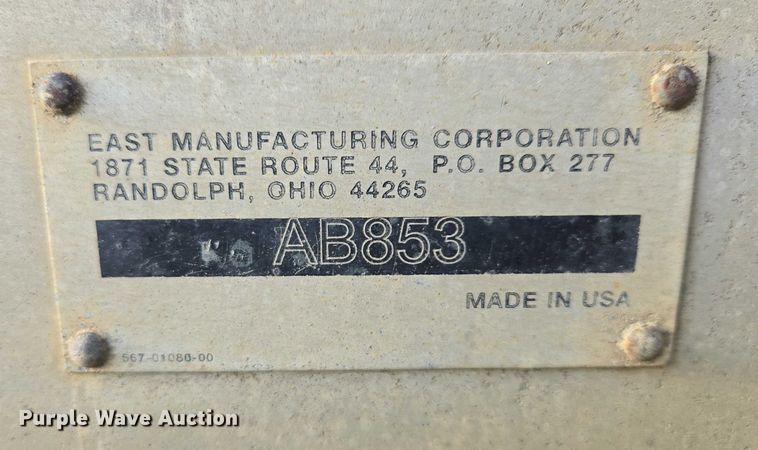 EAST MANUFACTURING CORPORATION
1871 STATE ROUTE 44, P.O. BOX 277
RANDOLPH, OHIO 44265
AB853
MADE IN USA
567-01080-00
Purple Wave Auction